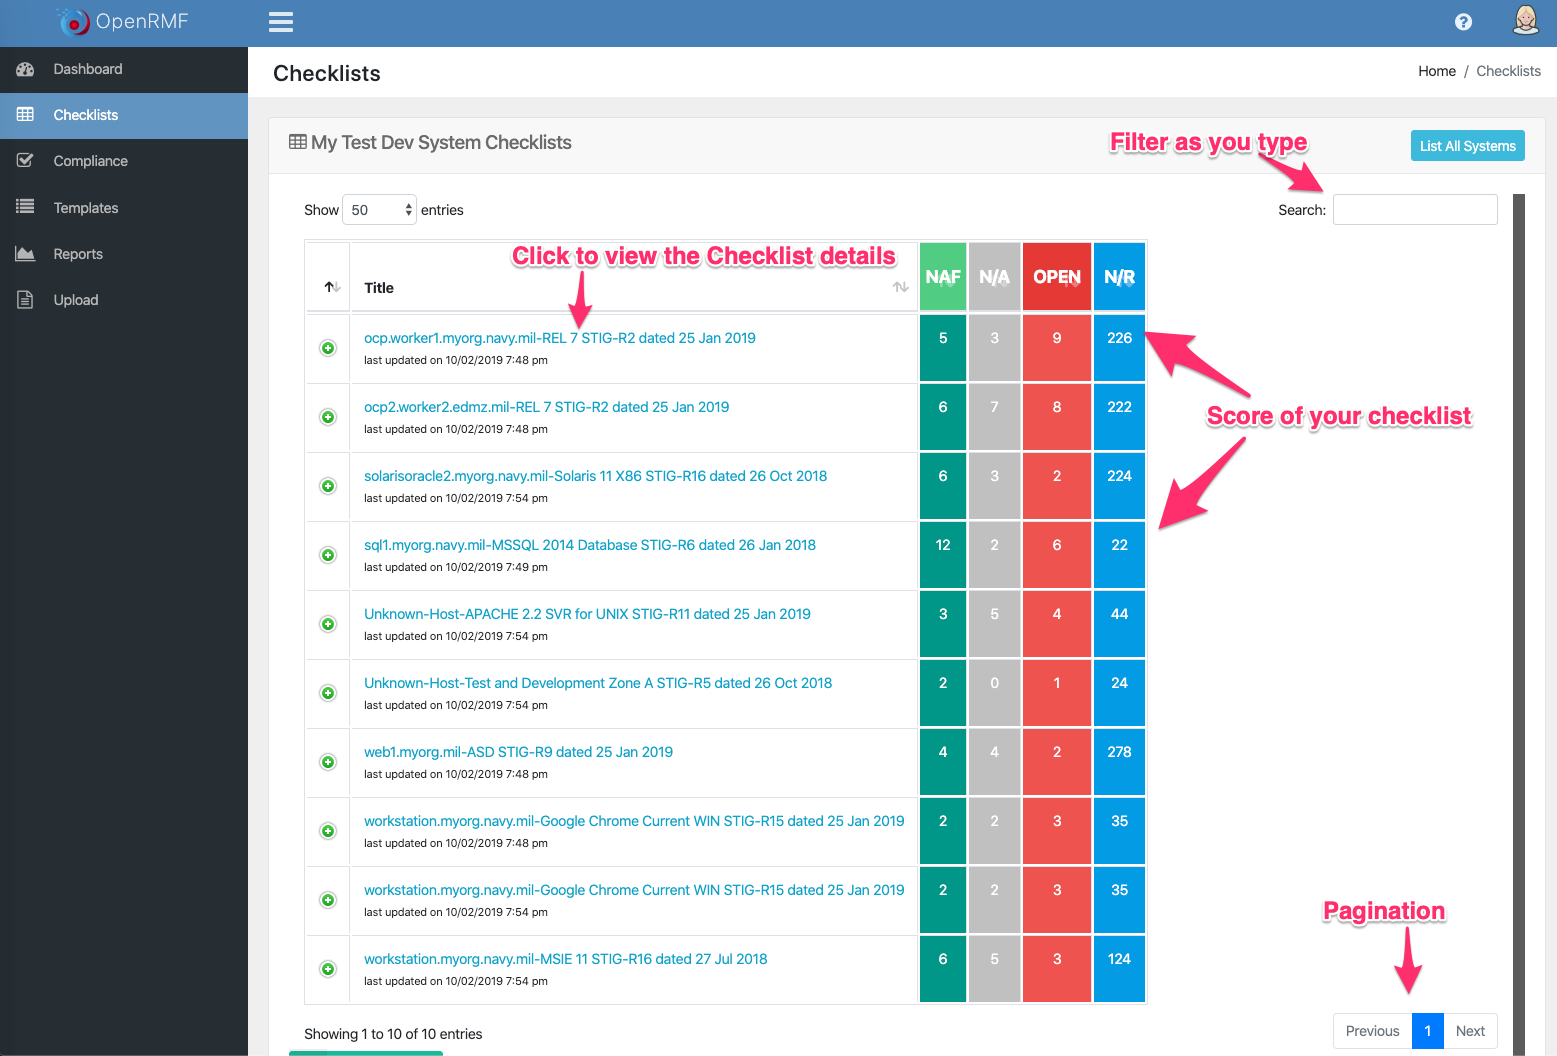 OpenRMF
Dashboard
Checklists
Compliance
Templates
Reports
Upload
Checklists
Home / Checklists
My Test Dev System Checklists
Filter as you type
List All Systems
Show 50 entries
Search:
Click to view the Checklist details
Title NAF N/A OPEN N/R
ocp.worker1.myorg.navy.mil-REL 7 STIG-R2 dated 25 Jan 2019 5 3 9 226
last updated on 10/02/2019 7:48 pm
ocp2.worker2.edmz.mil-REL 7 STIG-R2 dated 25 Jan 2019 6 7 8 222
last updated on 10/02/2019 7:48 pm
Score of your checklist
solarisoracle2.myorg.navy.mil-Solaris 11 X86 STIG-R16 dated 26 Oct 2018 6 3 2 224
last updated on 10/02/2019 7:54 pm
sql1.myorg.navy.mil-MSSQL 2014 Database STIG-R6 dated 26 Jan 2018 12 2 6 22
last updated on 10/02/2019 7:49 pm
Unknown-Host-APACHE 2.2 SVR for UNIX STIG-R11 dated 25 Jan 2019 3 5 4 44
last updated on 10/02/2019 7:54 pm
Unknown-Host-Test and Development Zone A STIG-R5 dated 26 Oct 2018 2 0 1 24
last updated on 10/02/2019 7:54 pm
web1.myorg.mil-ASD STIG-R9 dated 25 Jan 2019 4 4 2 278
last updated on 10/02/2019 7:48 pm
workstation.myorg.navy.mil-Google Chrome Current WIN STIG-R15 dated 25 Jan 2019 2 2 3 35
last updated on 10/02/2019 7:48 pm
workstation.myorg.navy.mil-Google Chrome Current WIN STIG-R15 dated 25 Jan 2019 2 2 3 35
last updated on 10/02/2019 7:54 pm
Pagination
workstation.myorg.navy.mil-MSIE 11 STIG-R16 dated 27 Jul 2018 6 5 3 124
last updated on 10/02/2019 7:54 pm
Showing 1 to 10 of 10 entries
Previous 1 Next